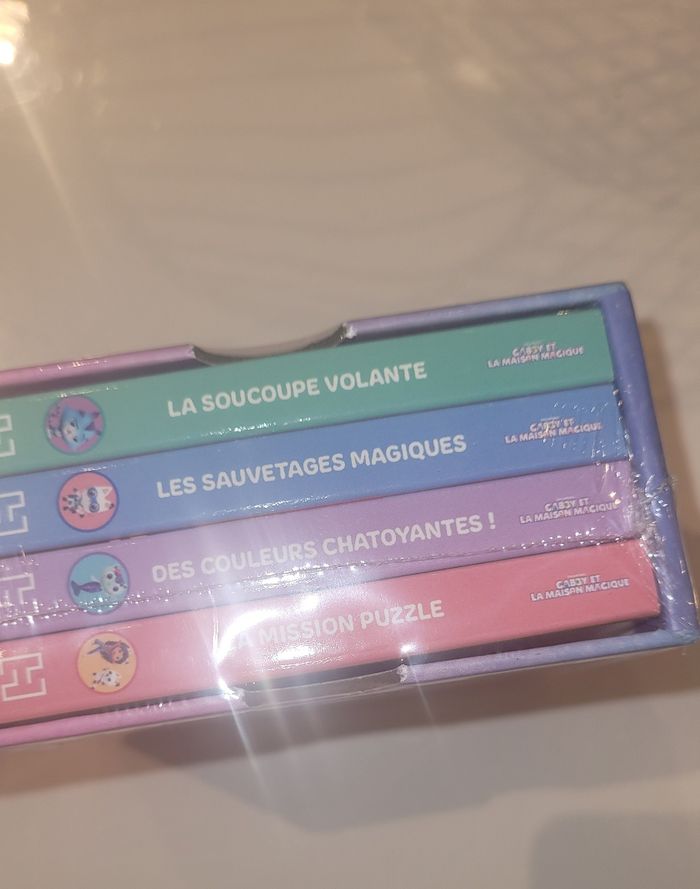 LA SOUCOUPE VOLANTE
GABBY ET
LA MAISON MAGIQUE
LES SAUVETAGES MAGIQUES
GABBY ET
LA MAISON MAGIQUE
DES COULEURS CHATOYANTES !
GABBY ET
LA MAISON MAGIQUE
LA MISSION PUZZLE
GABBY ET
LA MAISON MAGIQUE